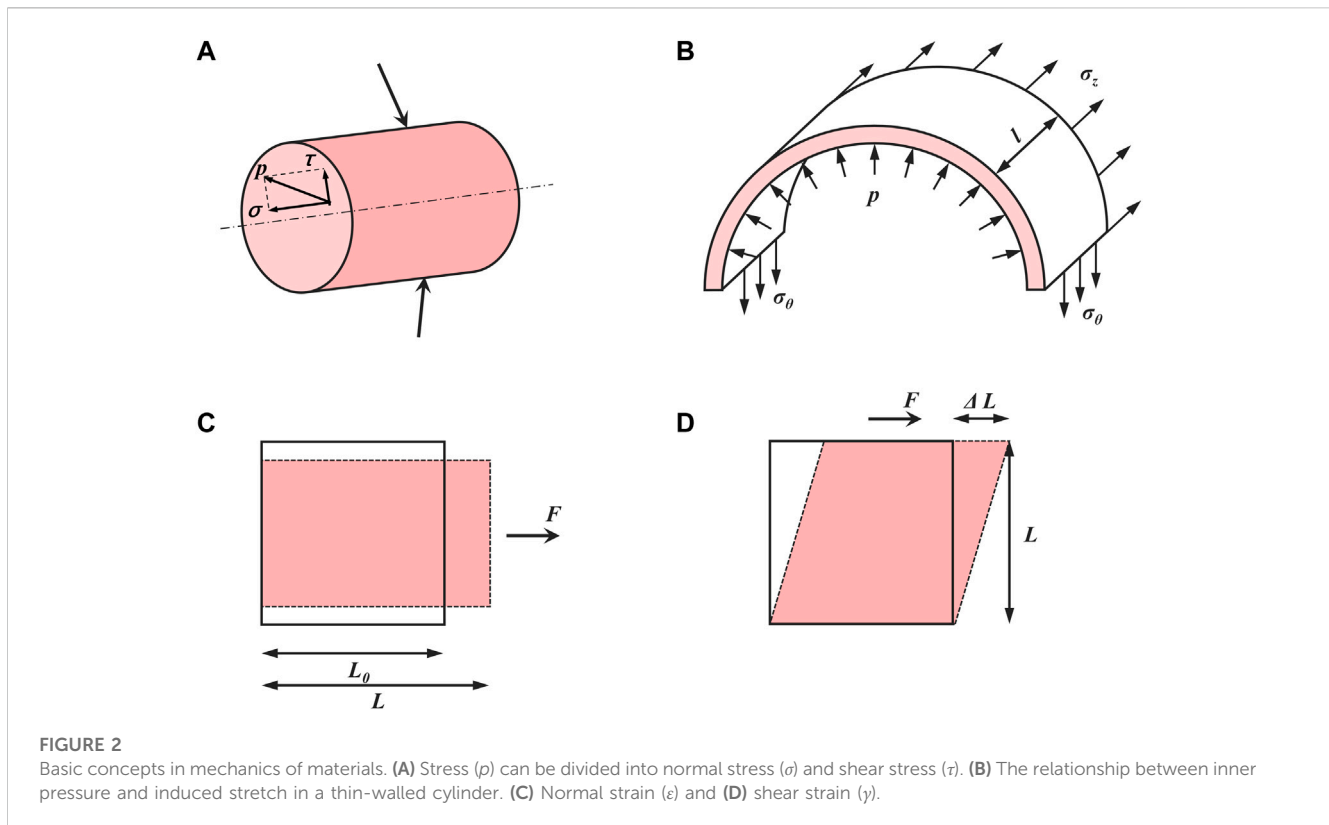 A
p
τ
σ
B
σz
l
p
σθ
σθ
C
F
L0
L
D
F
Δ L
L
FIGURE 2
Basic concepts in mechanics of materials. (A) Stress (p) can be divided into normal stress (σ) and shear stress (τ). (B) The relationship between inner
pressure and induced stretch in a thin-walled cylinder. (C) Normal strain (ε) and (D) shear strain (γ).